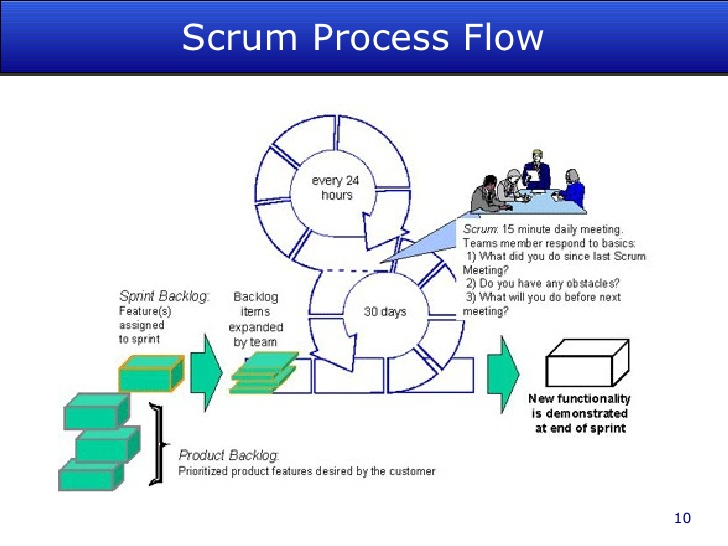 Scrum Process Flow
every 24
hours
Scrum: 15 minute daily meeting.
Teams member respond to basics:
1) What did you do since last Scrum
Meeting?
2) Do you have any obstacles?
3) What will you do before next
meeting?
30 days
Sprint Backlog:
Feature(s)
assigned
to sprint
Backlog
items
expanded
by team
New functionality
is demonstrated
at end of sprint
Product Backlog:
Prioritized product features desired by the customer
10